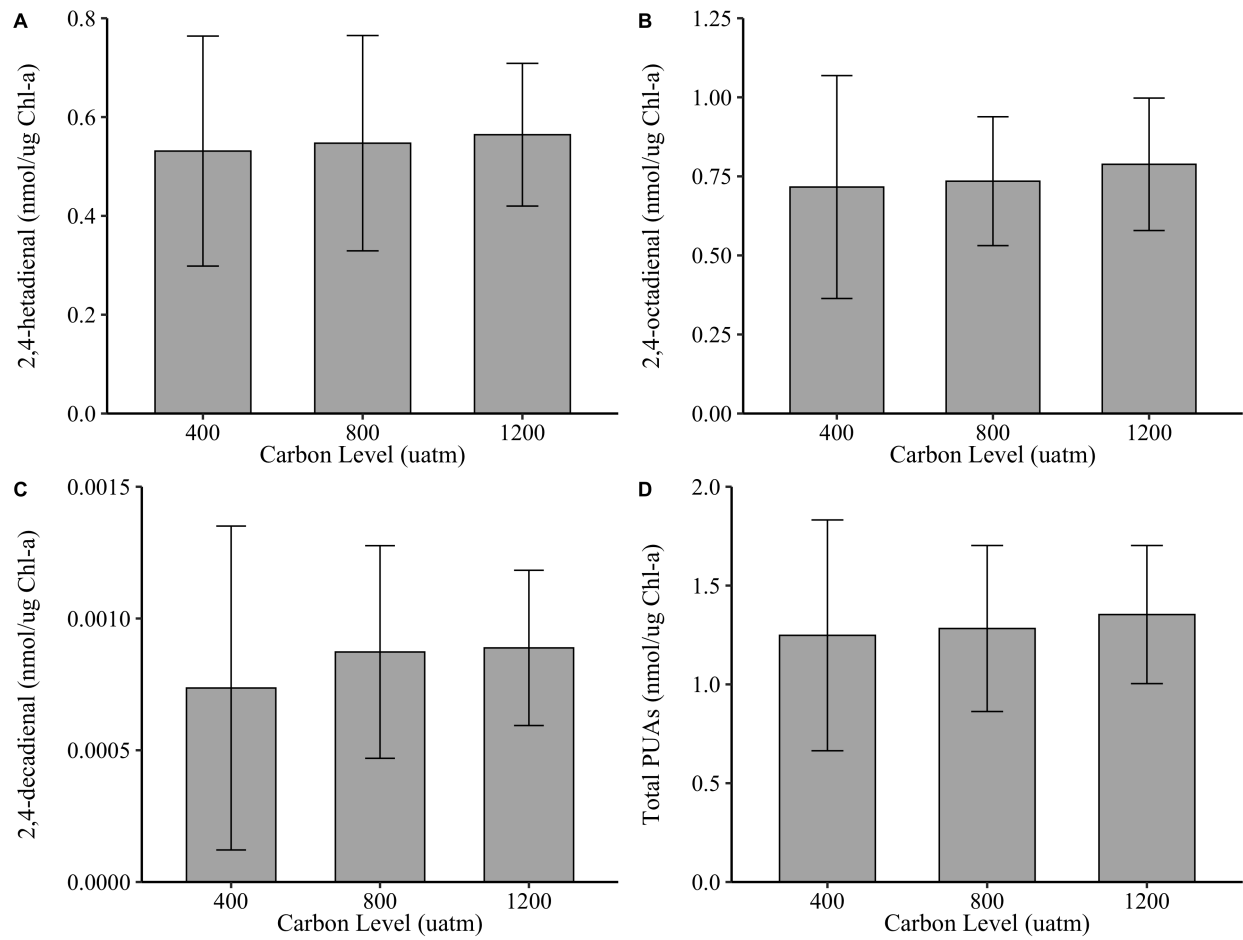 A
0.8
0.6
0.4
0.2
0.0
2,4-hetadienal (nmol/ug Chl-a)
400 800 1200
Carbon Level (uatm)
B
1.25
1.00
0.75
0.50
0.25
0.00
2,4-octadienal (nmol/ug Chl-a)
400 800 1200
Carbon Level (uatm)
C
0.0015
0.0010
0.0005
0.0000
2,4-decadienal (nmol/ug Chl-a)
400 800 1200
Carbon Level (uatm)
D
2.0
1.5
1.0
0.5
0.0
Total PUAs (nmol/ug Chl-a)
400 800 1200
Carbon Level (uatm)